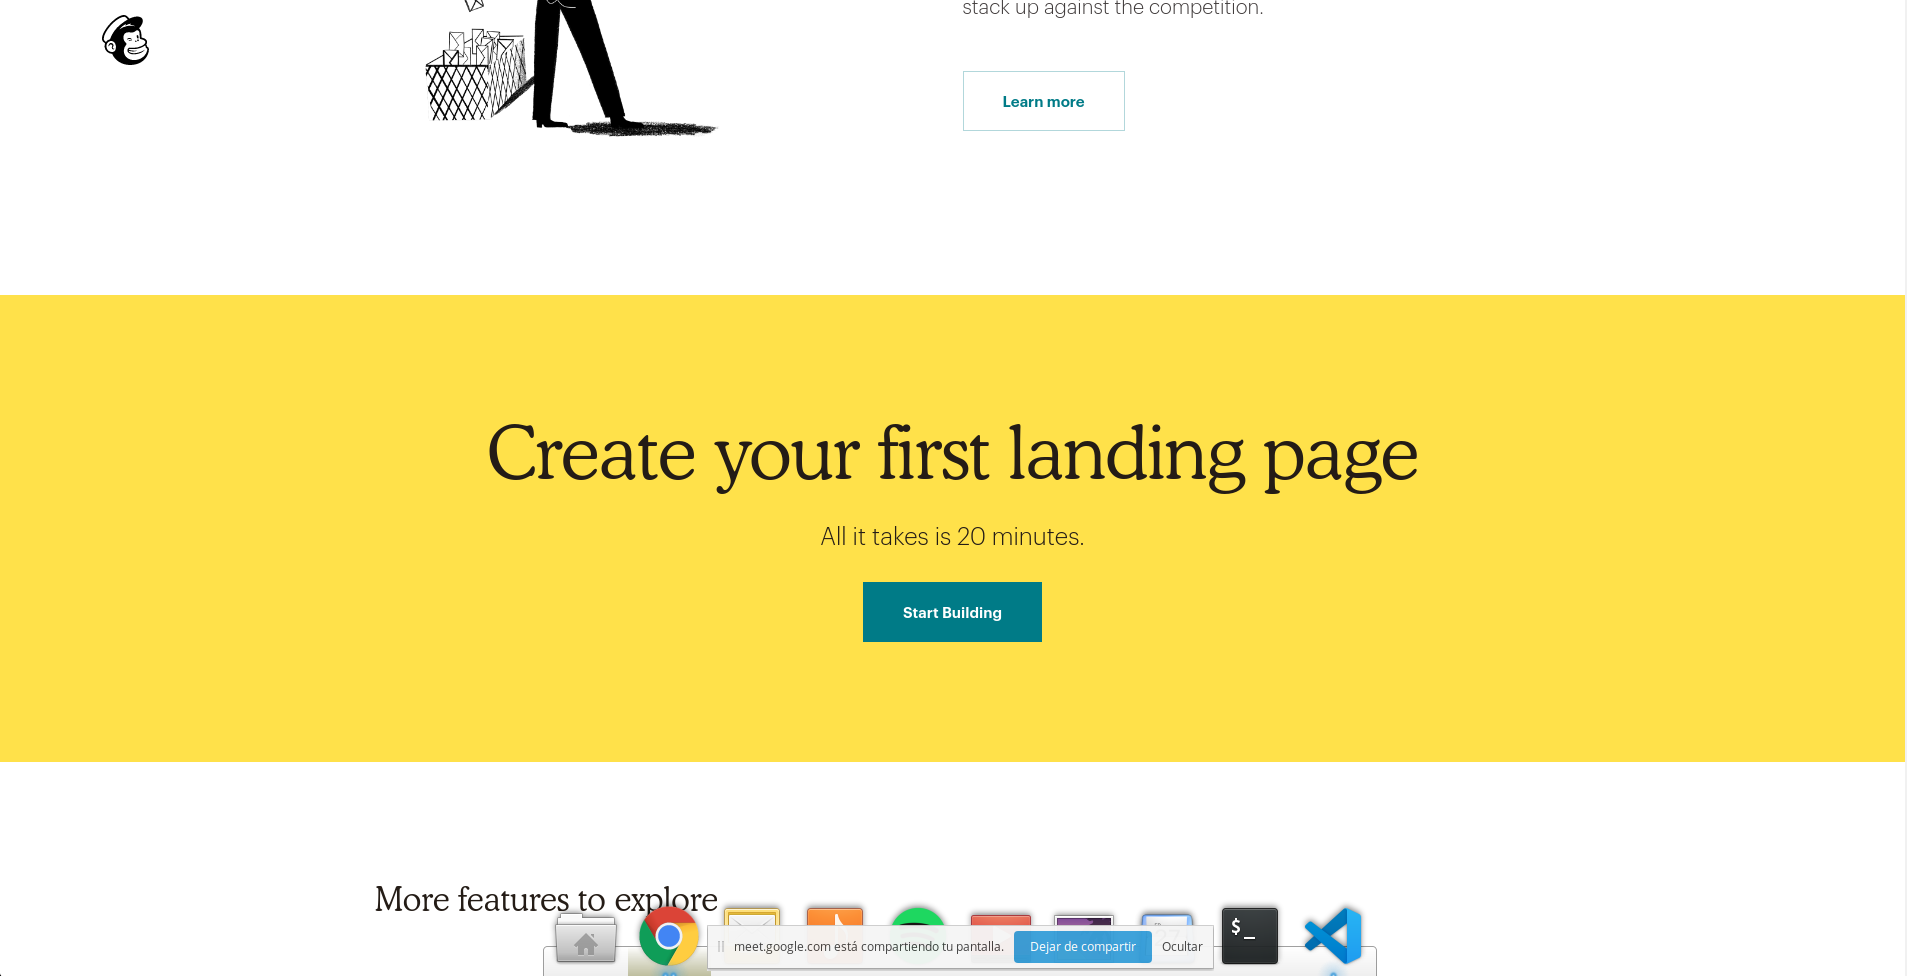 stack up against the competition.
Learn more
Create your first landing page
All it takes is 20 minutes.
Start Building
More features to explore
$_
meet.google.com está compartiendo tu pantalla.
Dejar de compartir
Ocultar